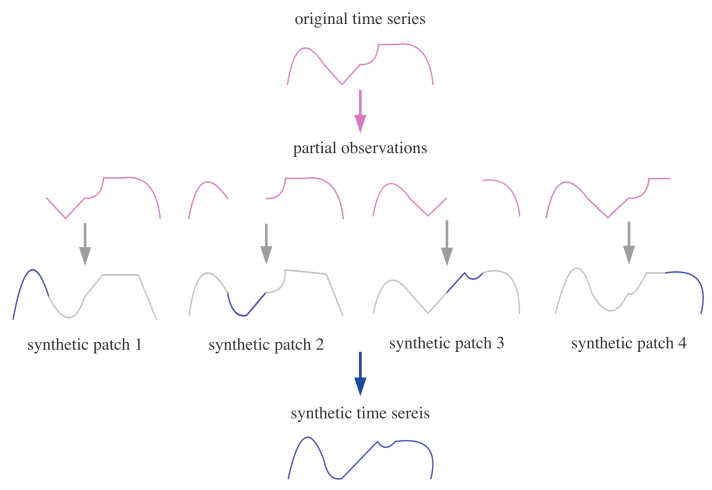 original time series
partial observations
synthetic patch 1
synthetic patch 2
synthetic patch 3
synthetic patch 4
synthetic time sereis